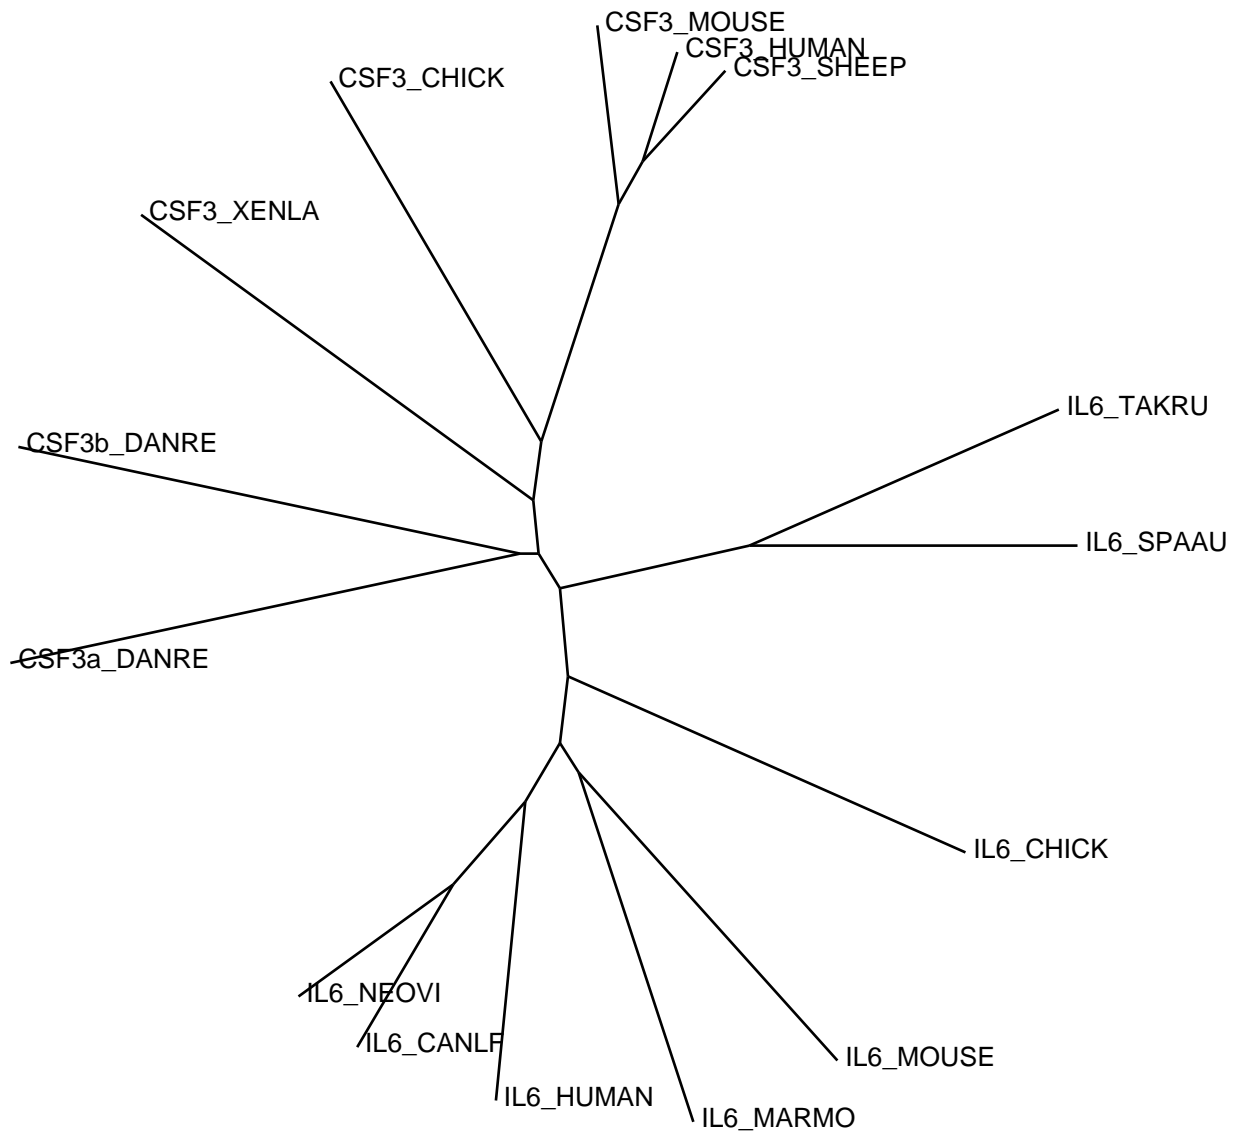 CSF3_MOUSE
CSF3_HUMAN
CSF3_SHEEP
CSF3_CHICK
CSF3_XENLA
IL6_TAKRU
CSF3b_DANRE
IL6_SPAAU
CSF3a_DANRE
IL6_CHICK
IL6_NEOVI
IL6_CANLF
IL6_MOUSE
IL6_HUMAN
IL6_MARMO